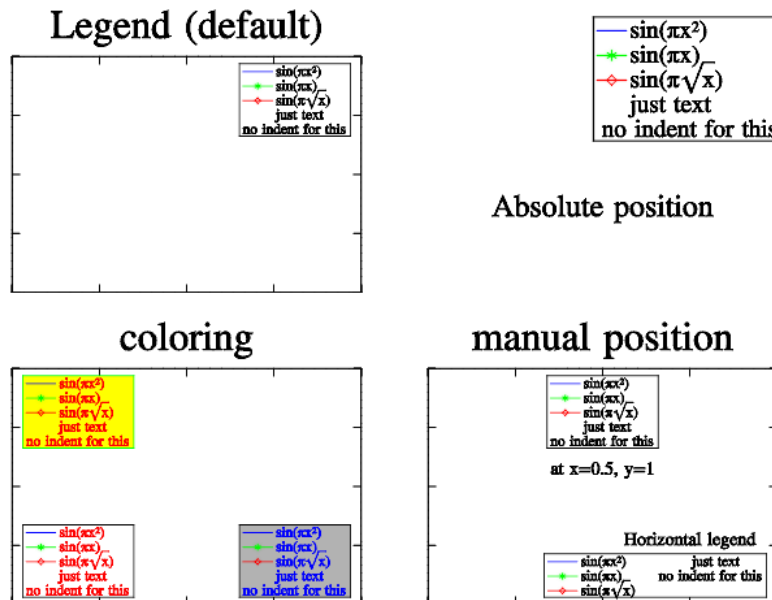 Legend (default)
sin(πx²)
sin(πx)
sin(π√x)
just text
no indent for this
sin(πx²)
sin(πx)
sin(π√x)
just text
no indent for this
Absolute position
coloring
sin(πx²)
sin(πx)
sin(π√x)
just text
no indent for this
sin(πx²)
sin(πx)
sin(π√x)
just text
no indent for this
sin(πx²)
sin(πx)
sin(π√x)
just text
no indent for this
manual position
sin(πx²)
sin(πx)
sin(π√x)
just text
no indent for this
at x=0.5, y=1
Horizontal legend
sin(πx²) just text
sin(πx) no indent for this
sin(π√x)